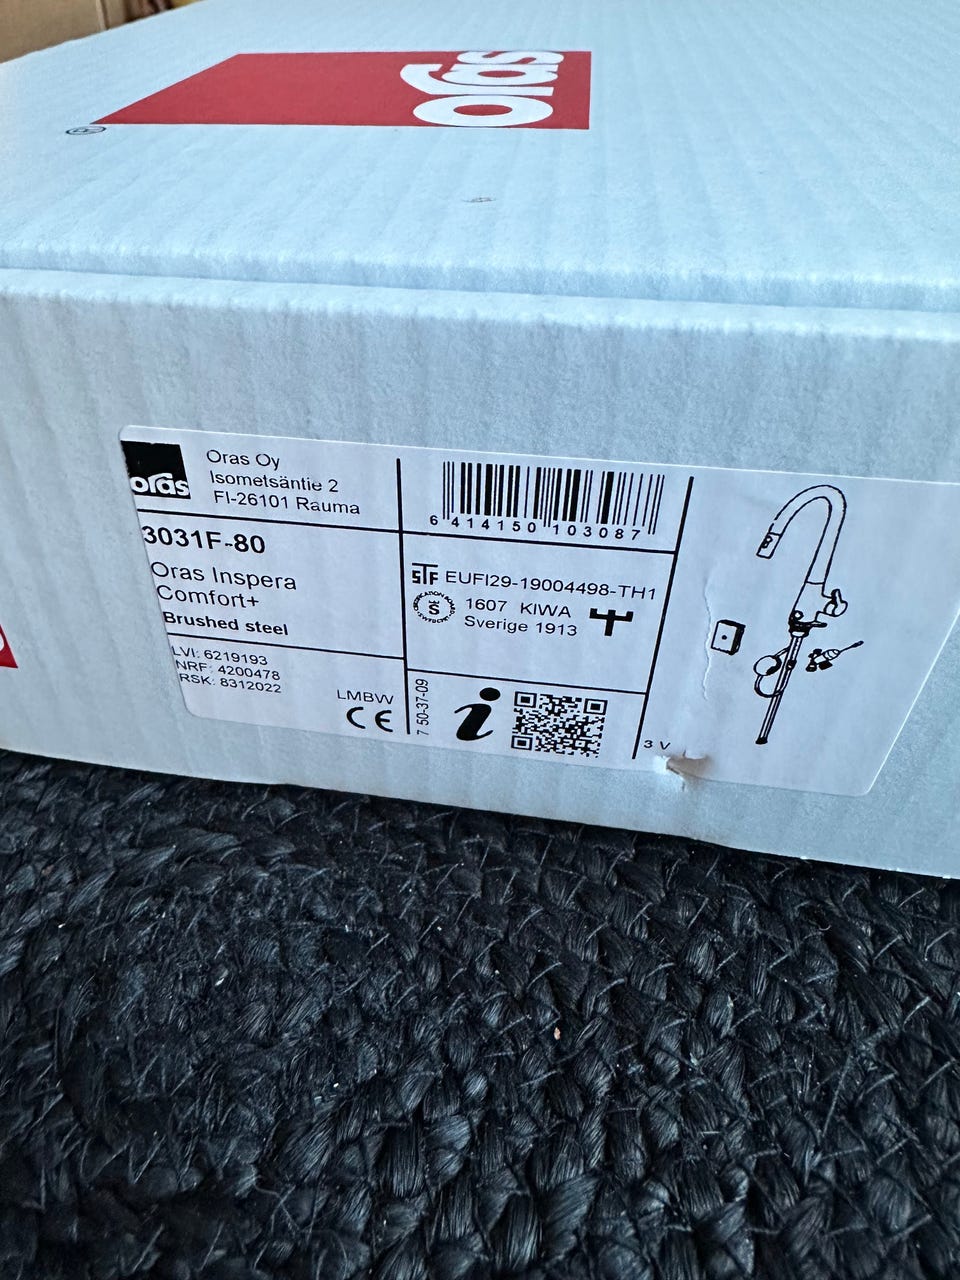 oras
®
oras
Oras Oy
Isometsäntie 2
FI-26101 Rauma
3031F-80
Oras Inspera
Comfort+
Brushed steel
LVI: 6219193
NRF: 4200478
RSK: 8312022
LMBW
CE
6 414150 103087
STF EUFI29-19004498-TH1
1607 KIWA
Sverige 1913
7 50-37-09
i
3 V